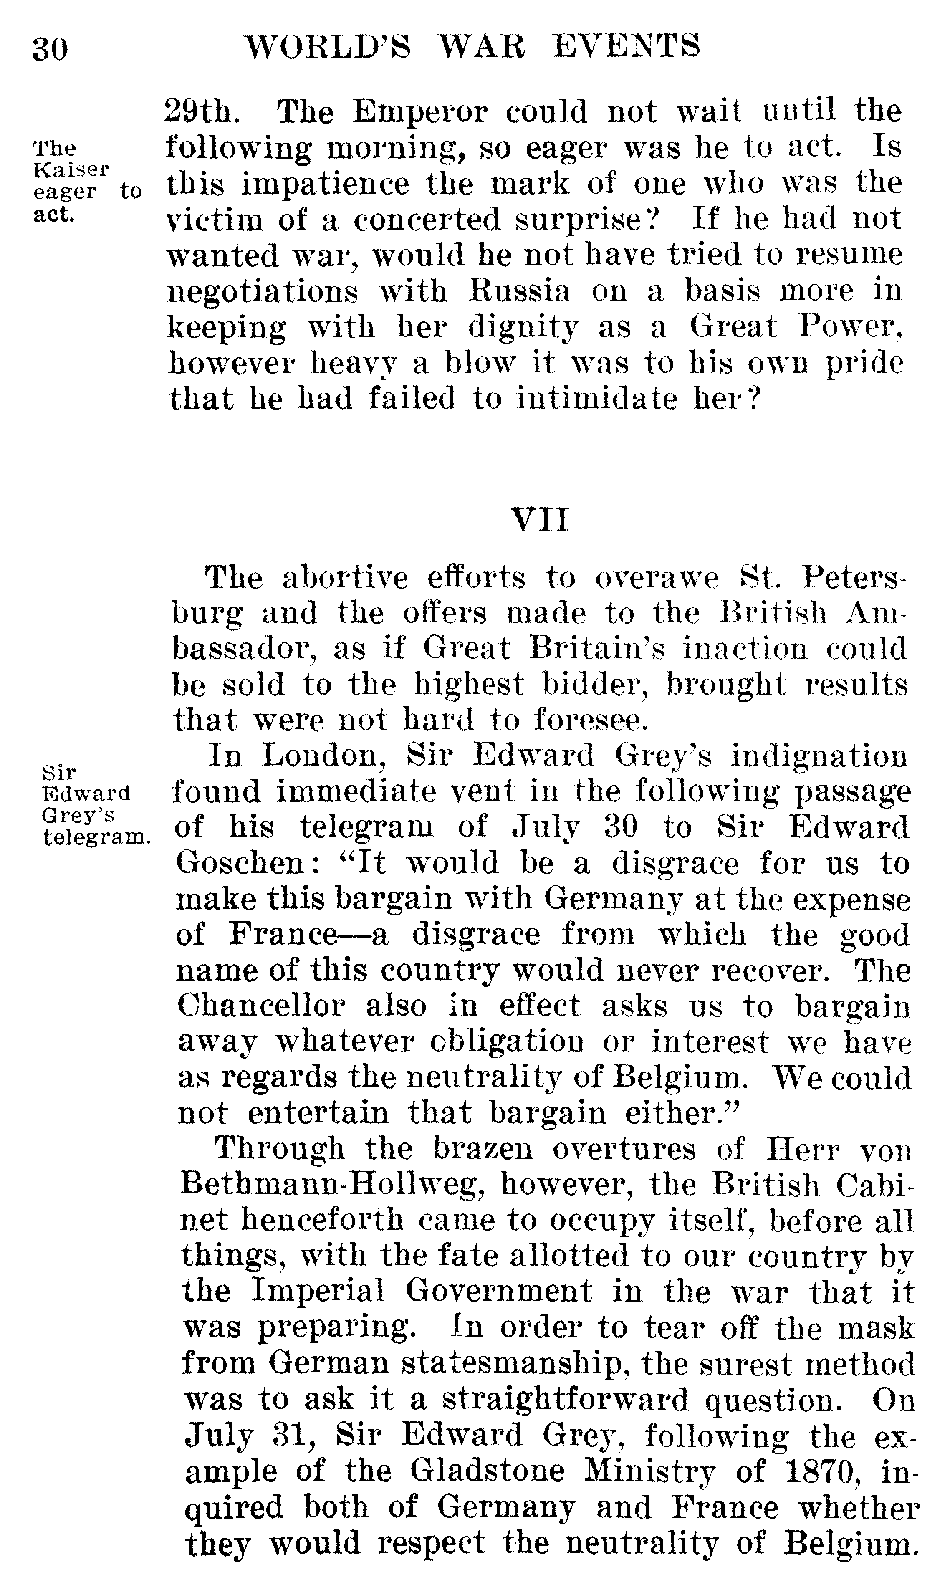 30 WORLD'S WAR EVENTS
29th. The Emperor could not wait until the
The
Kaiser
eager to
act.
following morning, so eager was he to act. Is
this impatience the mark of one who was the
victim of a concerted surprise? If he had not
wanted war, would he not have tried to resume
negotiations with Russia on a basis more in
keeping with her dignity as a Great Power,
however heavy a blow it was to his own pride
that he had failed to intimidate her?
VII
The abortive efforts to overawe St. Peters-
burg and the offers made to the British Am-
bassador, as if Great Britain's inaction could
be sold to the highest bidder, brought results
that were not hard to foresee.
Sir
Edward
Grey's
telegram.
In London, Sir Edward Grey's indignation
found immediate vent in the following passage
of his telegram of July 30 to Sir Edward
Goschen: "It would be a disgrace for us to
make this bargain with Germany at the expense
of France—a disgrace from which the good
name of this country would never recover. The
Chancellor also in effect asks us to bargain
away whatever obligation or interest we have
as regards the neutrality of Belgium. We could
not entertain that bargain either."
Through the brazen overtures of Herr von
Bethmann-Hollweg, however, the British Cabi-
net henceforth came to occupy itself, before all
things, with the fate allotted to our country by
the Imperial Government in the war that it
was preparing. In order to tear off the mask
from German statesmanship, the surest method
was to ask it a straightforward question. On
July 31, Sir Edward Grey, following the ex-
ample of the Gladstone Ministry of 1870, in-
quired both of Germany and France whether
they would respect the neutrality of Belgium.